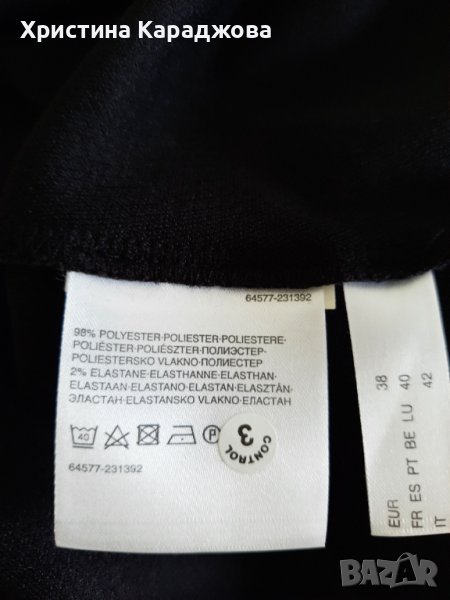 Христина Караджова
64577-231392
98% POLYESTER-POLIESTER-POLIESTERE-
POLIÉSTER-POLIÉSZTER-ПОЛИЭСТЕР-
POLIESTERSKO VLAKNO-ПОЛИЕСТЕР
2% ELASTANE-ELASTHANNE-ELASTHAN-
ELASTAAN-ELASTANO-ELASTAN-ELASZTÁN-
ЭЛАСТАН-ELASTANSKO VLAKNO-ЕЛАСТАН
40 P
CONTROL 3
64577-231392
EUR 38
FR ES PT BE LU 40
IT 42
BAZAR